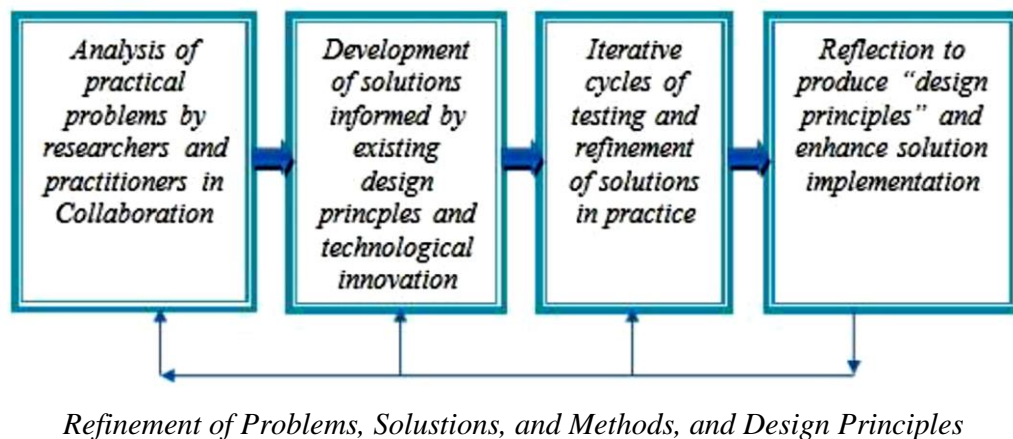 Analysis of
practical
problems by
researchers and
practitioners in
Collaboration
Development
of solutions
informed by
existing
design
princples and
technological
innovation
Iterative
cycles of
testing and
refinement
of solutions
in practice
Reflection to
produce “design
principles” and
enhance solution
implementation
Refinement of Problems, Solustions, and Methods, and Design Principles